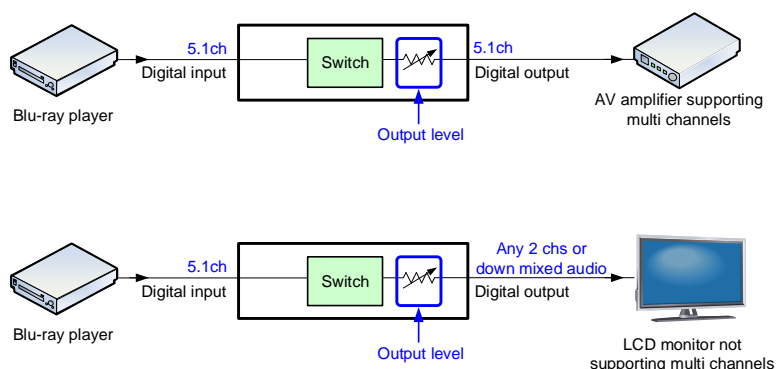 5.1ch
Digital input
Switch
5.1ch
Digital output
Blu-ray player
Output level
AV amplifier supporting
multi channels
5.1ch
Digital input
Switch
Any 2 chs or
down mixed audio
Digital output
Blu-ray player
Output level
LCD monitor not
supporting multi channels